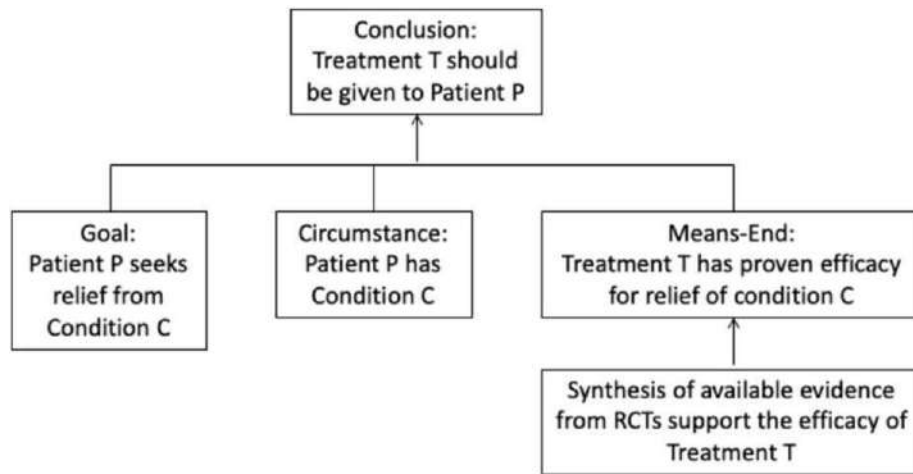 Conclusion:
Treatment T should
be given to Patient P
Goal:
Patient P seeks
relief from
Condition C
Circumstance:
Patient P has
Condition C
Means-End:
Treatment T has proven efficacy
for relief of condition C
Synthesis of available evidence
from RCTs support the efficacy of
Treatment T